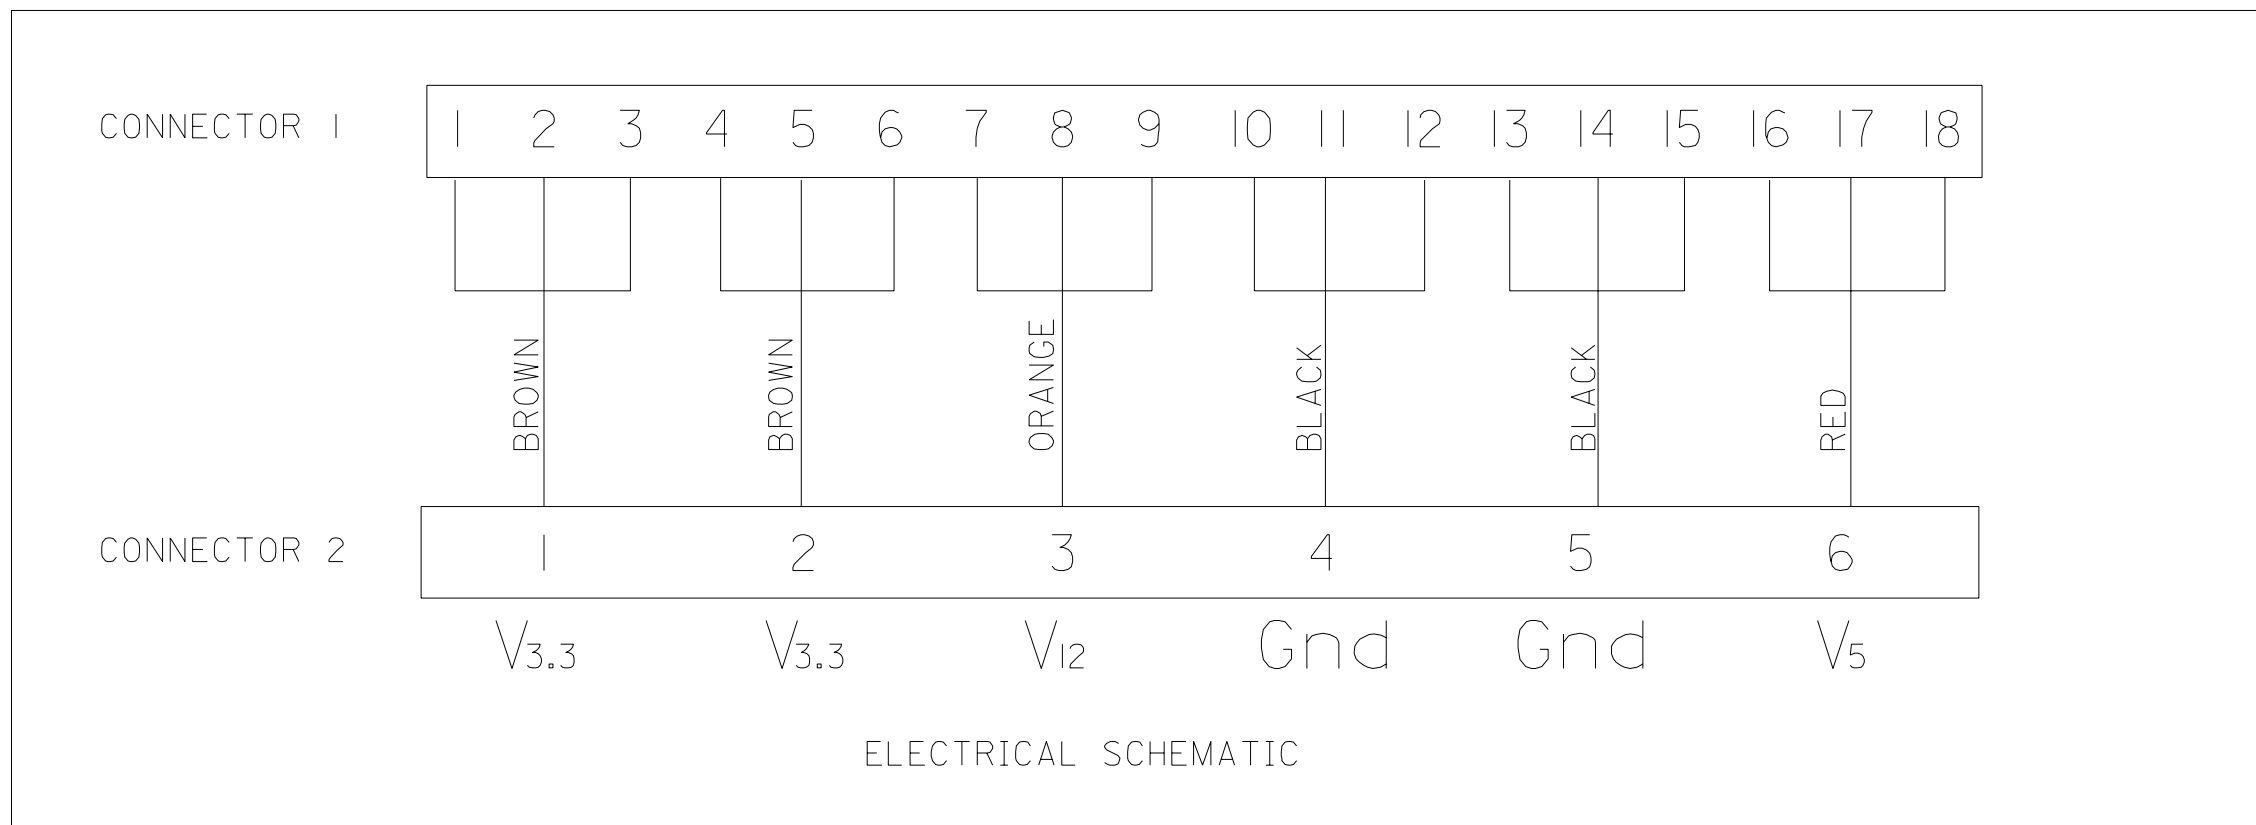 CONNECTOR 1 1 2 3 4 5 6 7 8 9 10 11 12 13 14 15 16 17 18
BROWN BROWN ORANGE BLACK BLACK RED
CONNECTOR 2 1 2 3 4 5 6
V3.3 V3.3 V12 Gnd Gnd V5
ELECTRICAL SCHEMATIC